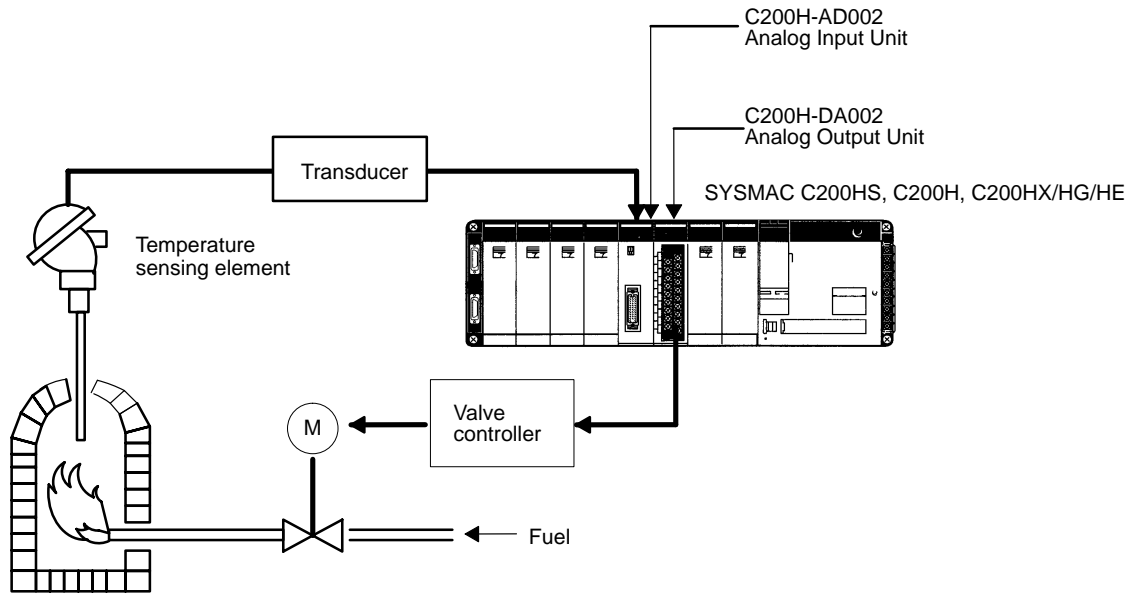 C200H-AD002
Analog Input Unit
C200H-DA002
Analog Output Unit
Transducer
SYSMAC C200HS, C200H, C200HX/HG/HE
Temperature
sensing element
Valve
controller
M
Fuel